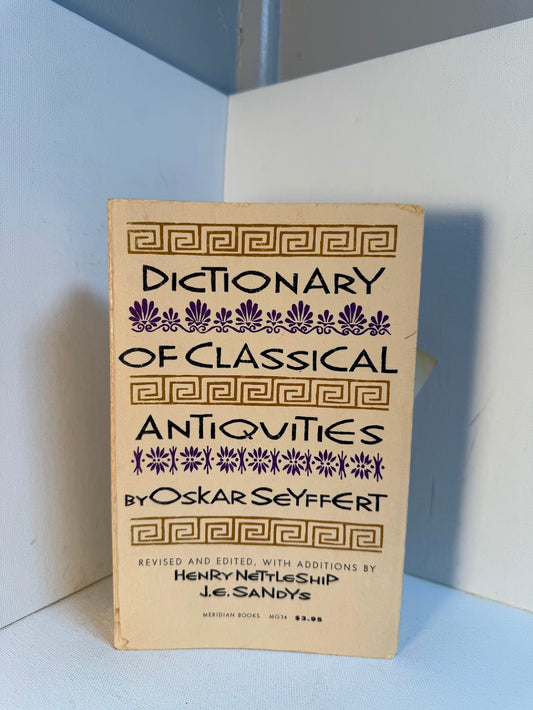 DICTIONARY
OF CLASSICAL
ANTIQUITIES
BY OSKAR SEYFFERT
REVISED AND EDITED, WITH ADDITIONS BY
HENRY NETTLESHIP
J.E. SANDYS
MERIDIAN BOOKS MG34 $3.95